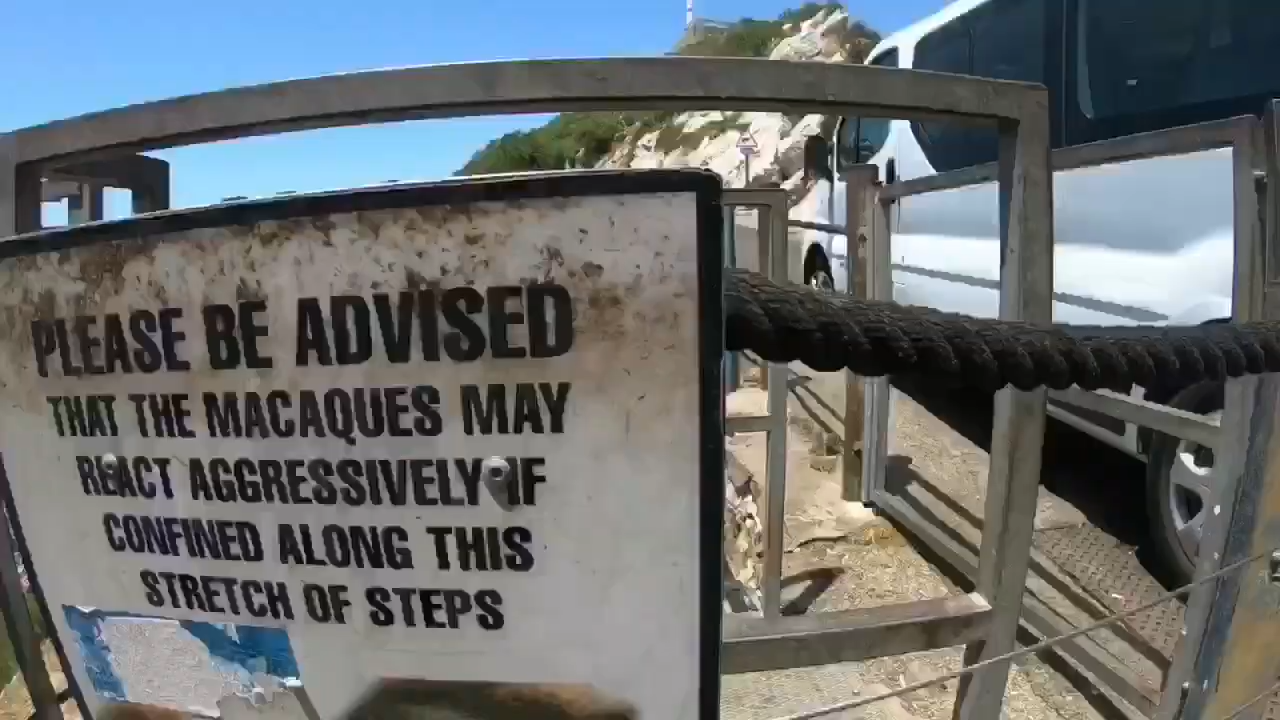 PLEASE BE ADVISED
THAT THE MACAQUES MAY
REACT AGGRESSIVELY IF
CONFINED ALONG THIS
STRETCH OF STEPS